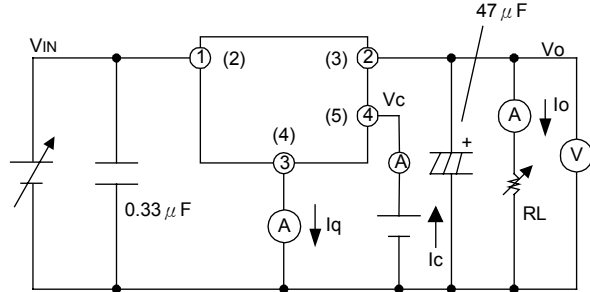 47 μF
VIN
1
(2)
(3)
2
Vo
(5)
4
Vc
A
Io
(4)
3
A
+
V
0.33 μF
A
Iq
Ic
RL